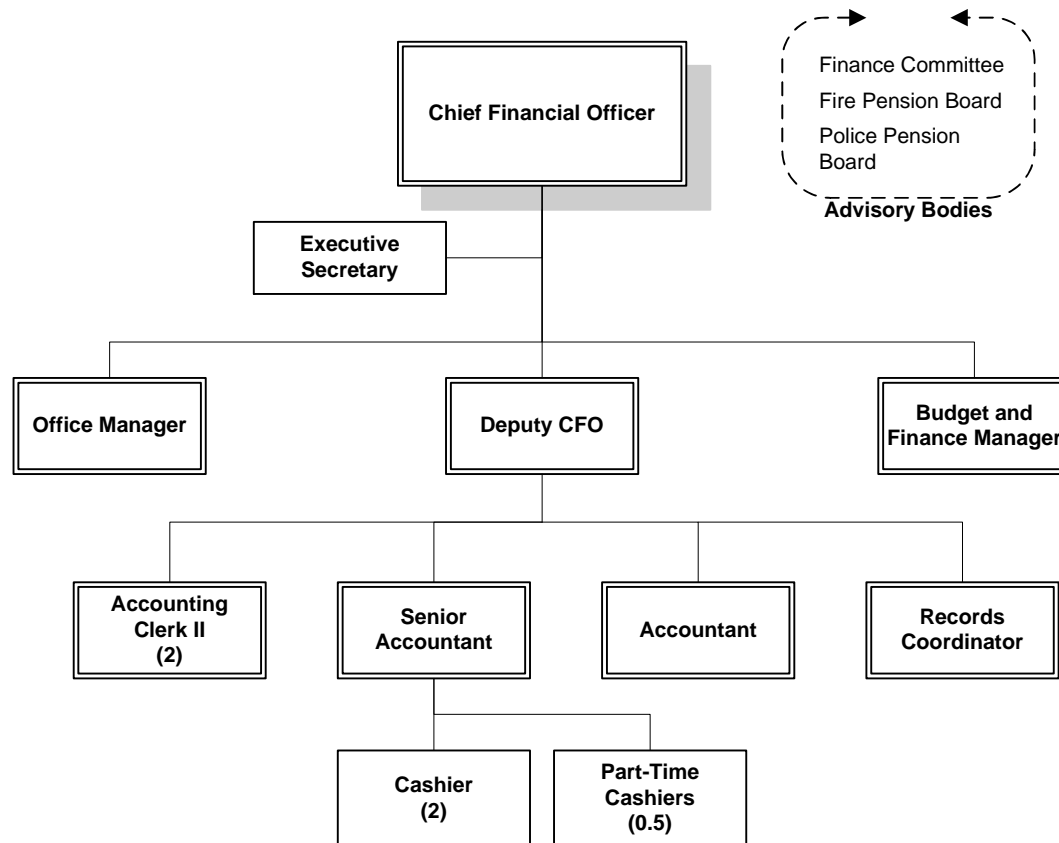 Chief Financial Officer
Finance Committee
Fire Pension Board
Police Pension
Board
Advisory Bodies
Executive
Secretary
Office Manager
Deputy CFO
Budget and
Finance Manager
Accounting
Clerk II
(2)
Senior
Accountant
Accountant
Records
Coordinator
Cashier
(2)
Part-Time
Cashiers
(0.5)